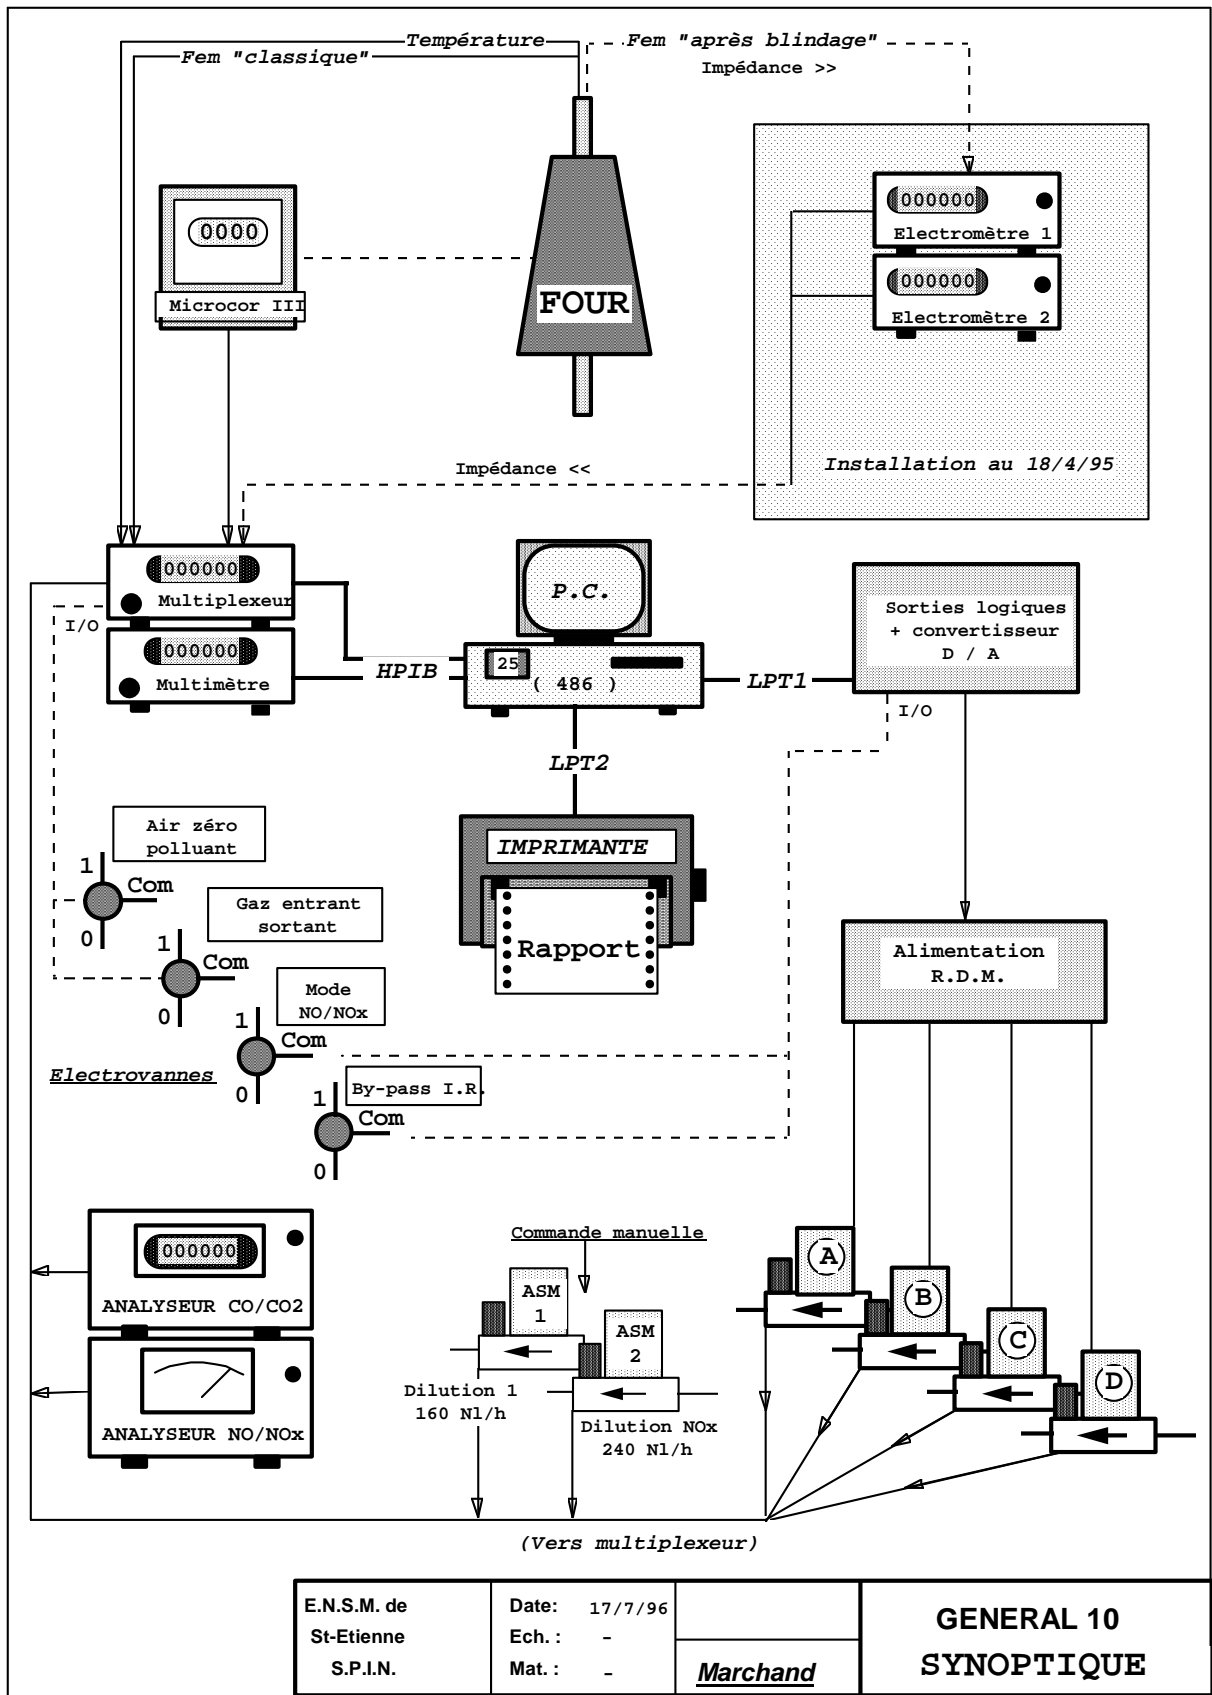 Température
Fem "classique"
Fem "après blindage"
Impédance >>
000000
Electromètre 1
000000
Electromètre 2
Installation au 18/4/95
0000
Microcor III
FOUR
Impédance <<
000000
Multiplexeur
I/O
000000
Multimètre
HPIB
P.C.
25
( 486 )
LPT1
Sorties logiques
+ convertisseur
D / A
I/O
LPT2
IMPRIMANTE
Rapport
Air zéro
polluant
1
Com
0
Gaz entrant
sortant
1
Com
0
Mode
NO/NOx
1
Com
0
Electrovannes
By-pass I.R.
1
Com
0
Alimentation
R.D.M.
000000
ANALYSEUR CO/CO2
ANALYSEUR NO/NOx
Commande manuelle
ASM
1
ASM
2
Dilution 1
160 Nl/h
Dilution NOx
240 Nl/h
A
B
C
D
(Vers multiplexeur)
E.N.S.M. de
St-Etienne
S.P.I.N.
Date: 17/7/96
Ech. : -
Mat. : -
Marchand
GENERAL 10
SYNOPTIQUE